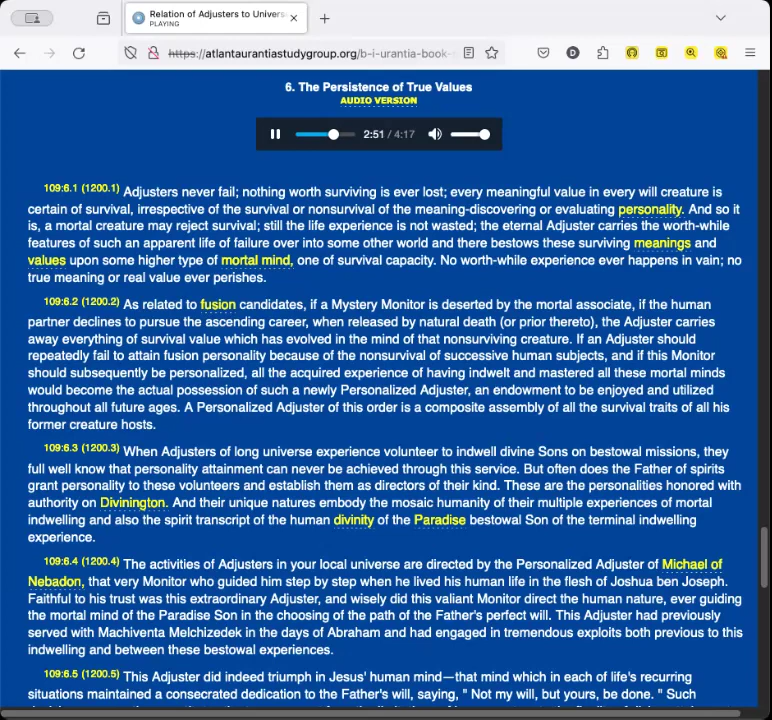 Relation of Adjusters to Univers
PLAYING
https://atlantaurantiastudygroup.org/b-i-urantia-book-
6. The Persistence of True Values
AUDIO VERSION
2:51 / 4:17
109:6.1 (1200.1) Adjusters never fail; nothing worth surviving is ever lost; every meaningful value in every will creature is
certain of survival, irrespective of the survival or nonsurvival of the meaning-discovering or evaluating personality. And so it
is, a mortal creature may reject survival; still the life experience is not wasted; the eternal Adjuster carries the worth-while
features of such an apparent life of failure over into some other world and there bestows these surviving meanings and
values upon some higher type of mortal mind, one of survival capacity. No worth-while experience ever happens in vain; no
true meaning or real value ever perishes.
109:6.2 (1200.2) As related to fusion candidates, if a Mystery Monitor is deserted by the mortal associate, if the human
partner declines to pursue the ascending career, when released by natural death (or prior thereto), the Adjuster carries
away everything of survival value which has evolved in the mind of that nonsurviving creature. If an Adjuster should
repeatedly fail to attain fusion personality because of the nonsurvival of successive human subjects, and if this Monitor
should subsequently be personalized, all the acquired experience of having indwelt and mastered all these mortal minds
would become the actual possession of such a newly Personalized Adjuster, an endowment to be enjoyed and utilized
throughout all future ages. A Personalized Adjuster of this order is a composite assembly of all the survival traits of all his
former creature hosts.
109:6.3 (1200.3) When Adjusters of long universe experience volunteer to indwell divine Sons on bestowal missions, they
full well know that personality attainment can never be achieved through this service. But often does the Father of spirits
grant personality to these volunteers and establish them as directors of their kind. These are the personalities honored with
authority on Divinington. And their unique natures embody the mosaic humanity of their multiple experiences of mortal
indwelling and also the spirit transcript of the human divinity of the Paradise bestowal Son of the terminal indwelling
experience.
109:6.4 (1200.4) The activities of Adjusters in your local universe are directed by the Personalized Adjuster of Michael of
Nebadon, that very Monitor who guided him step by step when he lived his human life in the flesh of Joshua ben Joseph.
Faithful to his trust was this extraordinary Adjuster, and wisely did this valiant Monitor direct the human nature, ever guiding
the mortal mind of the Paradise Son in the choosing of the path of the Father's perfect will. This Adjuster had previously
served with Machiventa Melchizedek in the days of Abraham and had engaged in tremendous exploits both previous to this
indwelling and between these bestowal experiences.
109:6.5 (1200.5) This Adjuster did indeed triumph in Jesus' human mind—that mind which in each of life's recurring
situations maintained a consecrated dedication to the Father's will, saying, " Not my will, but yours, be done. " Such